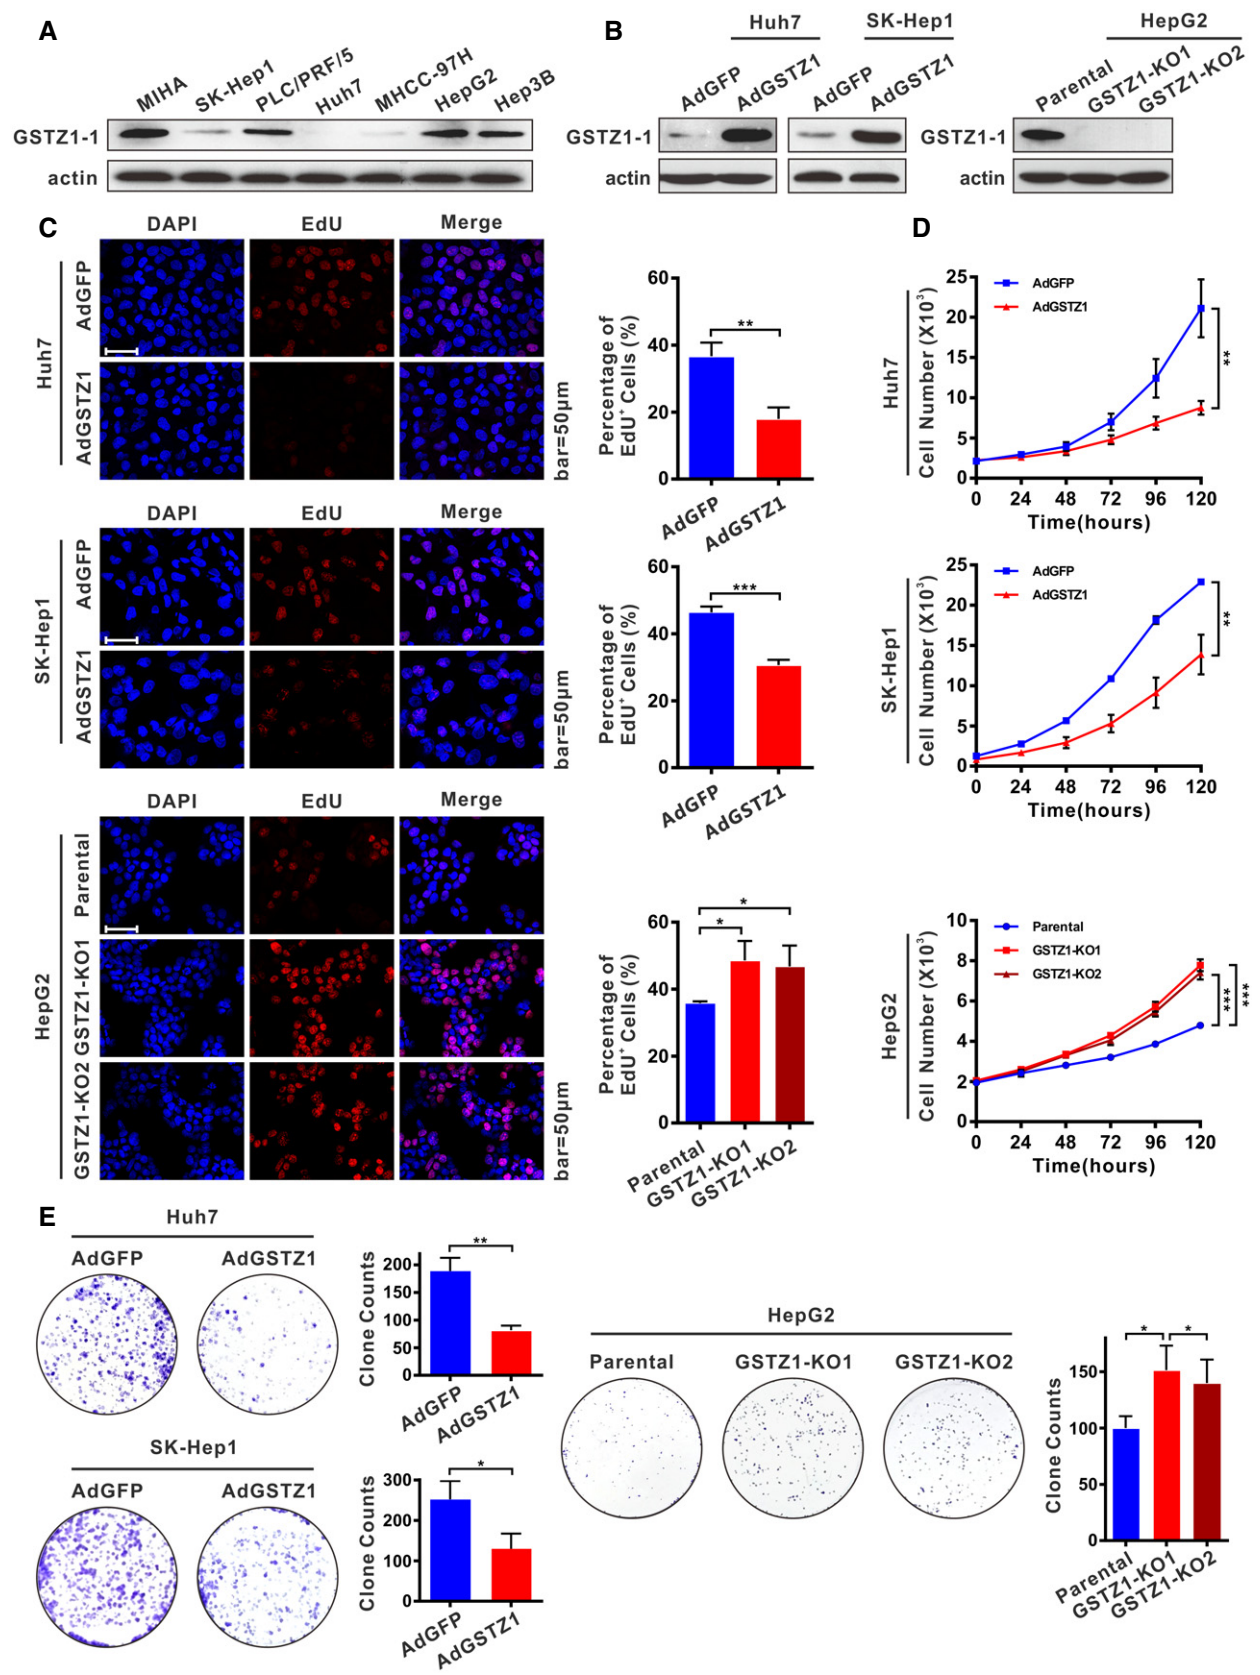 A
MIHA
SK-Hep1
PLC/PRF/5
Huh7
MHCC-97H
HepG2
Hep3B
GSTZ1-1
actin
B
Huh7
SK-Hep1
HepG2
AdGFP
AdGSTZ1
AdGFP
AdGSTZ1
Parental
GSTZ1-KO1
GSTZ1-KO2
GSTZ1-1
GSTZ1-1
actin
actin
C
DAPI
EdU
Merge
Huh7
AdGFP
AdGSTZ1
bar=50μm
Percentage of
EdU+ Cells (%)
60
40
20
0
**
AdGFP
AdGSTZ1
DAPI
EdU
Merge
SK-Hep1
AdGFP
AdGSTZ1
bar=50μm
Percentage of
EdU+ Cells (%)
60
40
20
0
***
AdGFP
AdGSTZ1
DAPI
EdU
Merge
HepG2
Parental
GSTZ1-KO1
GSTZ1-KO2
bar=50μm
Percentage of
EdU+ Cells (%)
60
40
20
0
*
*
Parental
GSTZ1-KO1
GSTZ1-KO2
D
Huh7
Cell Number (X10³)
25
20
15
10
5
0
AdGFP
AdGSTZ1
**
0 24 48 72 96 120
Time(hours)
SK-Hep1
Cell Number (X10³)
25
20
15
10
5
0
AdGFP
AdGSTZ1
**
0 24 48 72 96 120
Time(hours)
HepG2
Cell Number (X10³)
10
8
6
4
2
0
Parental
GSTZ1-KO1
GSTZ1-KO2
***
***
0 24 48 72 96 120
Time(hours)
E
Huh7
AdGFP
AdGSTZ1
Clone Counts
200
150
100
50
0
**
AdGFP
AdGSTZ1
SK-Hep1
AdGFP
AdGSTZ1
Clone Counts
300
200
100
0
*
AdGFP
AdGSTZ1
HepG2
Parental
GSTZ1-KO1
GSTZ1-KO2
Clone Counts
150
100
50
0
*
*
Parental
GSTZ1-KO1
GSTZ1-KO2